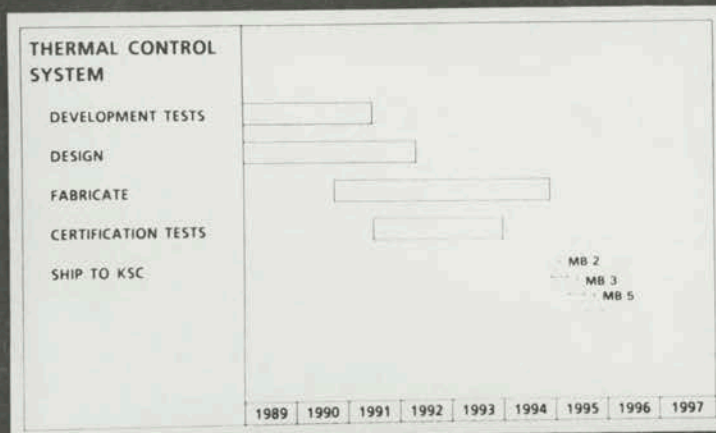 THERMAL CONTROL
SYSTEM
DEVELOPMENT TESTS
DESIGN
FABRICATE
CERTIFICATION TESTS
SHIP TO KSC
MB 2
MB 3
MB 5
1989 1990 1991 1992 1993 1994 1995 1996 1997